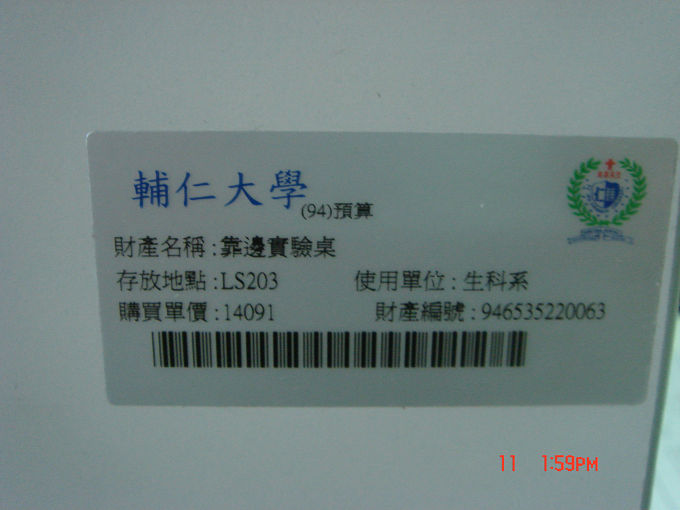 輔仁大學(94)預算
財產名稱:靠邊實驗桌
存放地點:LS203 使用單位:生科系
購買單價:14091 財產編號:946535220063
11 1:59PM